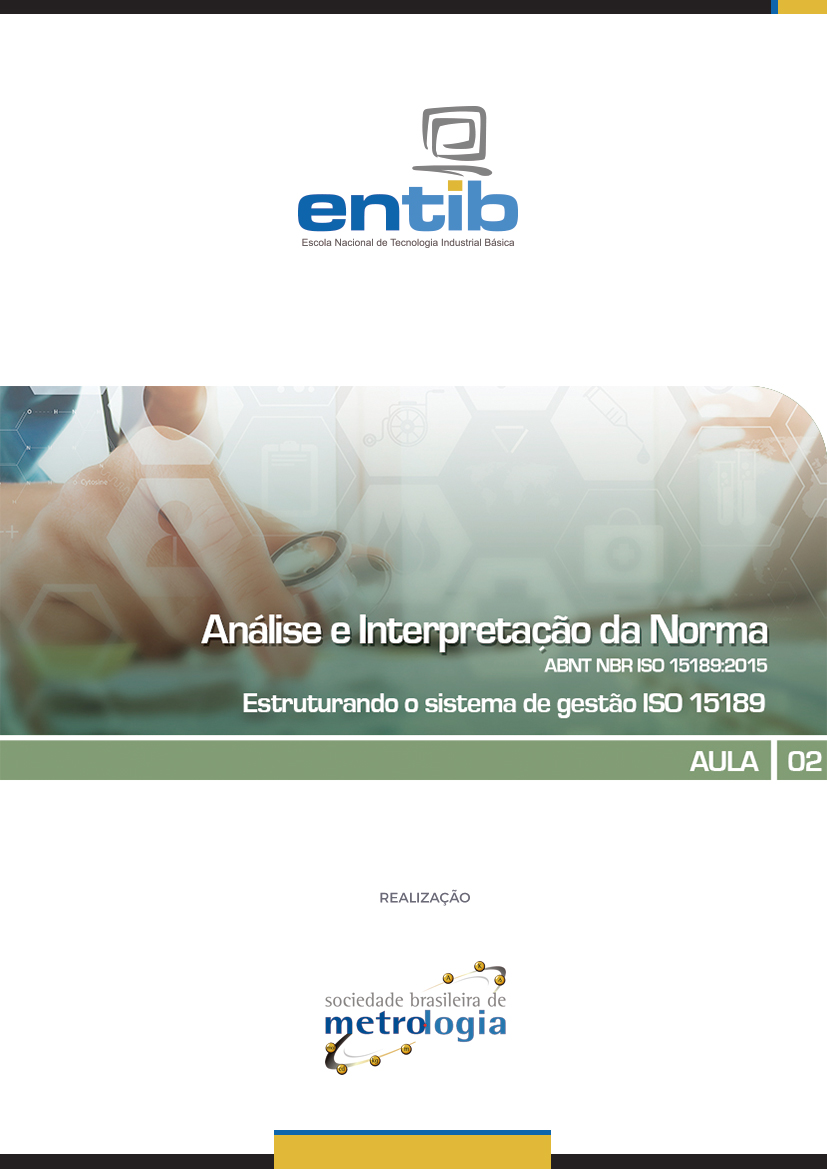 entib
Escola Nacional de Tecnologia Industrial Básica
Cytosine
Análise e Interpretação da Norma
ABNT NBR ISO 15189:2015
Estruturando o sistema de gestão ISO 15189
AULA 02
REALIZAÇÃO
sociedade brasileira de
metrologia